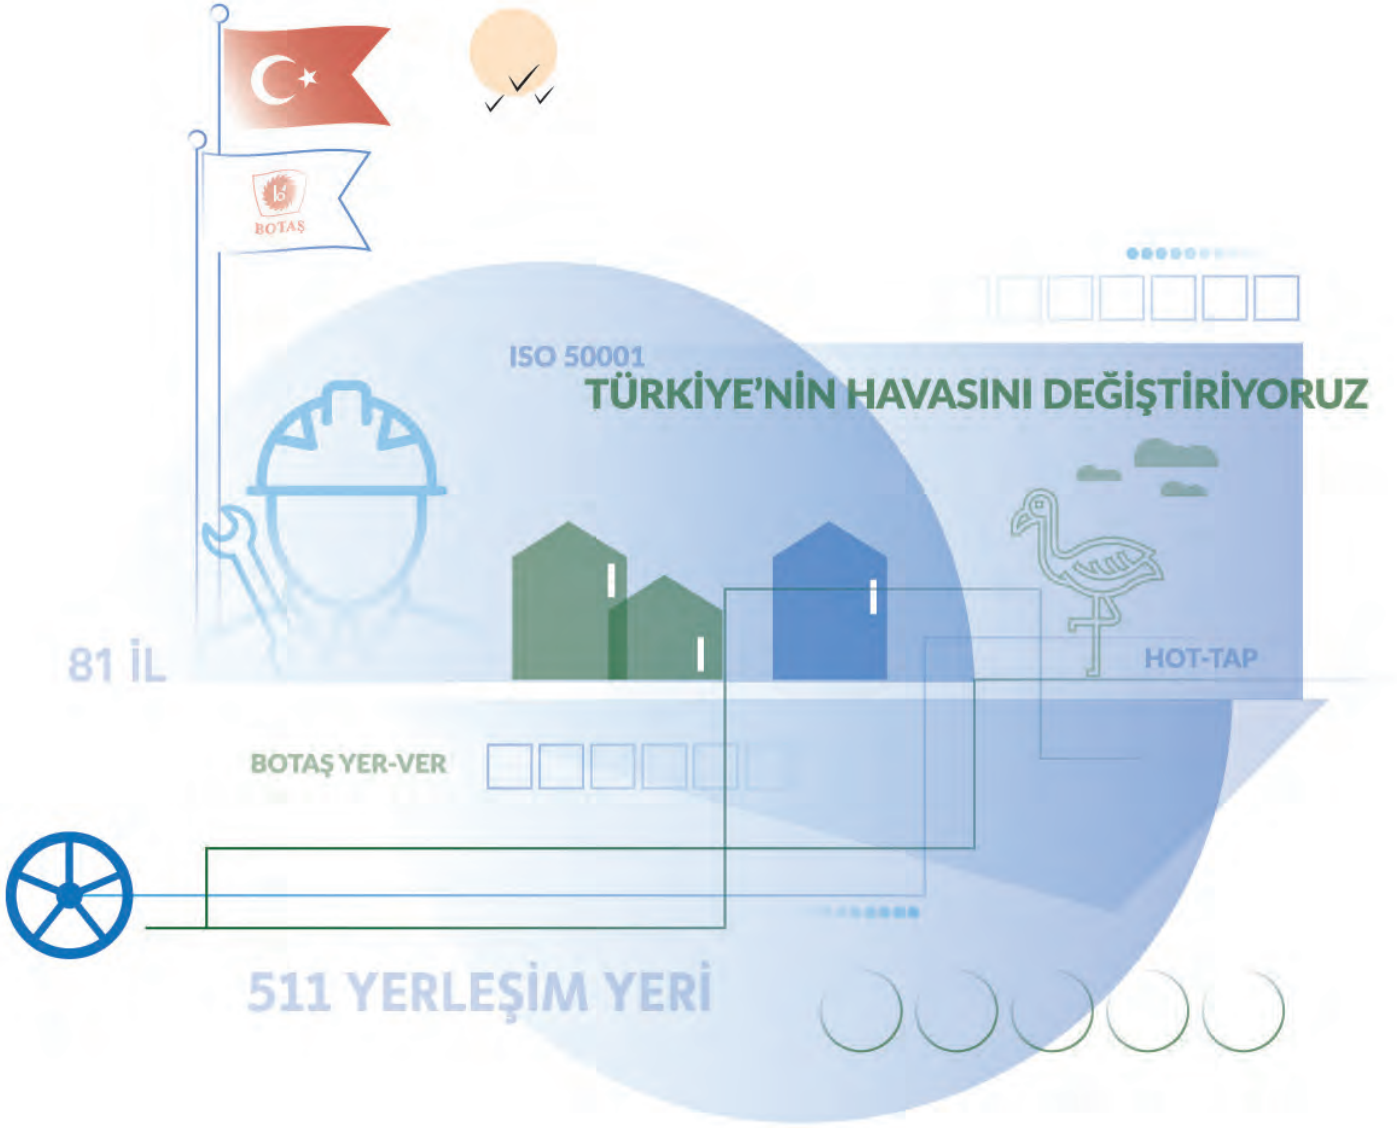 BOTAŞ
ISO 50001
TÜRKİYE'NİN HAVASINI DEĞİŞTİRİYORUZ
81 İL
HOT-TAP
BOTAŞ YER-VER
511 YERLEŞİM YERİ